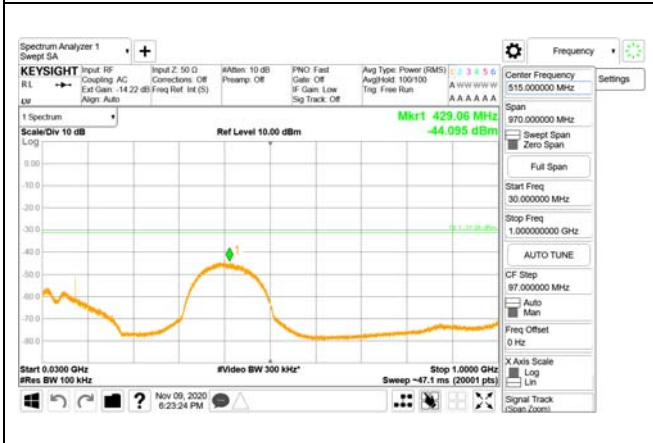 Spectrum Analyzer 1
Swept SA
+
Frequency
KEYSIGHT
Input: RF
Input Z: 50 Ω
#Atten: 10 dB
PNO: Fast
Avg Type: Power (RMS)
1 2 3 4 5 6
RL
Coupling: AC
Corrections: Off
Preamp: Off
Gate: Off
Avg|Hold: 100/100
A W W W W W
Ext Gain: -14.22 dB
Freq Ref: Int (S)
IF Gain: Low
Trig: Free Run
Align: Auto
Sig Track: Off
A A A A A A
1 Spectrum
Mkr1 429.06 MHz
Scale/Div 10 dB
Ref Level 10.00 dBm
-44.095 dBm
Log
0.00
-10.0
-20.0
-30.0
-40.0
-50.0
-60.0
-70.0
-80.0
1
Start 0.0300 GHz
#Video BW 300 kHz*
Stop 1.0000 GHz
#Res BW 100 kHz
Sweep ~47.1 ms (20001 pts)
?
Nov 09, 2020
6:23:24 PM
Center Frequency
515.000000 MHz
Settings
Span
970.000000 MHz
Swept Span
Zero Span
Full Span
Start Freq
30.000000 MHz
Stop Freq
1.000000000 GHz
AUTO TUNE
CF Step
97.000000 MHz
Auto
Man
Freq Offset
0 Hz
X Axis Scale
Log
Lin
Signal Track
(Span Zoom)